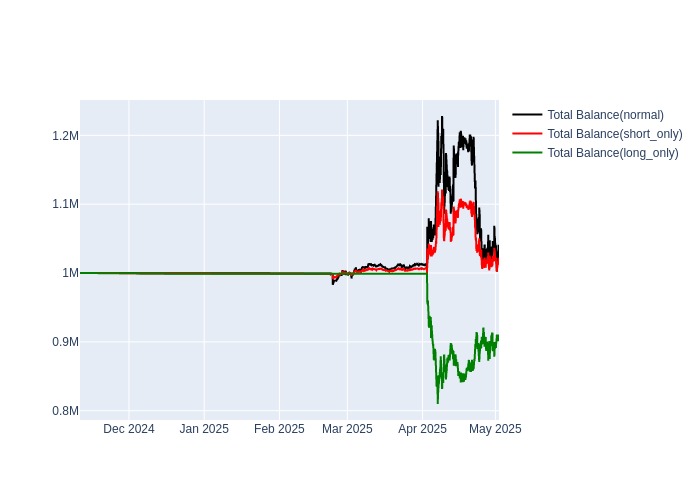 Total Balance(normal)
Total Balance(short_only)
Total Balance(long_only)
1.2M
1.1M
1M
0.9M
0.8M
Dec 2024
Jan 2025
Feb 2025
Mar 2025
Apr 2025
May 2025